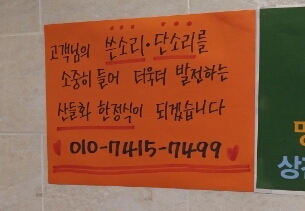 고객님의 쓴소리·단소리를
소중히 들어 더욱더 발전하는
산들화 한정식이 되겠습니다
010-7415-7499